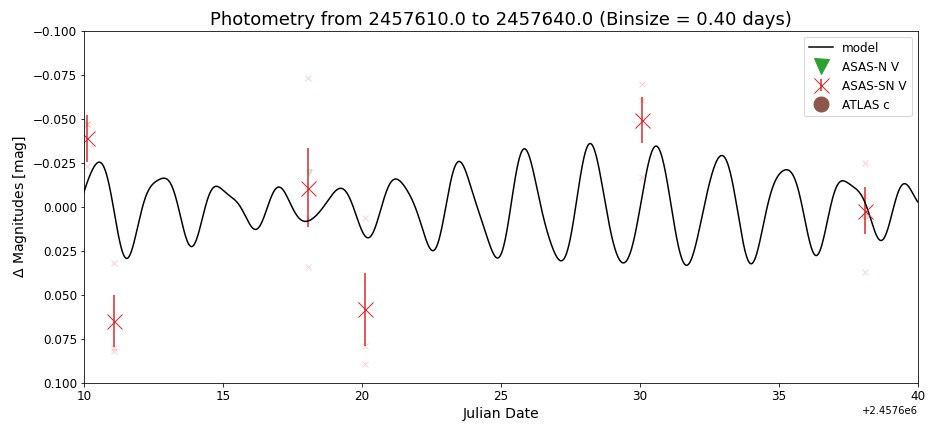 Photometry from 2457610.0 to 2457640.0 (Binsize = 0.40 days)
−0.100
−0.075
−0.050
−0.025
0.000
0.025
0.050
0.075
0.100
Δ Magnitudes [mag]
model
ASAS-N V
ASAS-SN V
ATLAS c
10
15
20
25
30
35
40
Julian Date
+2.4576e6